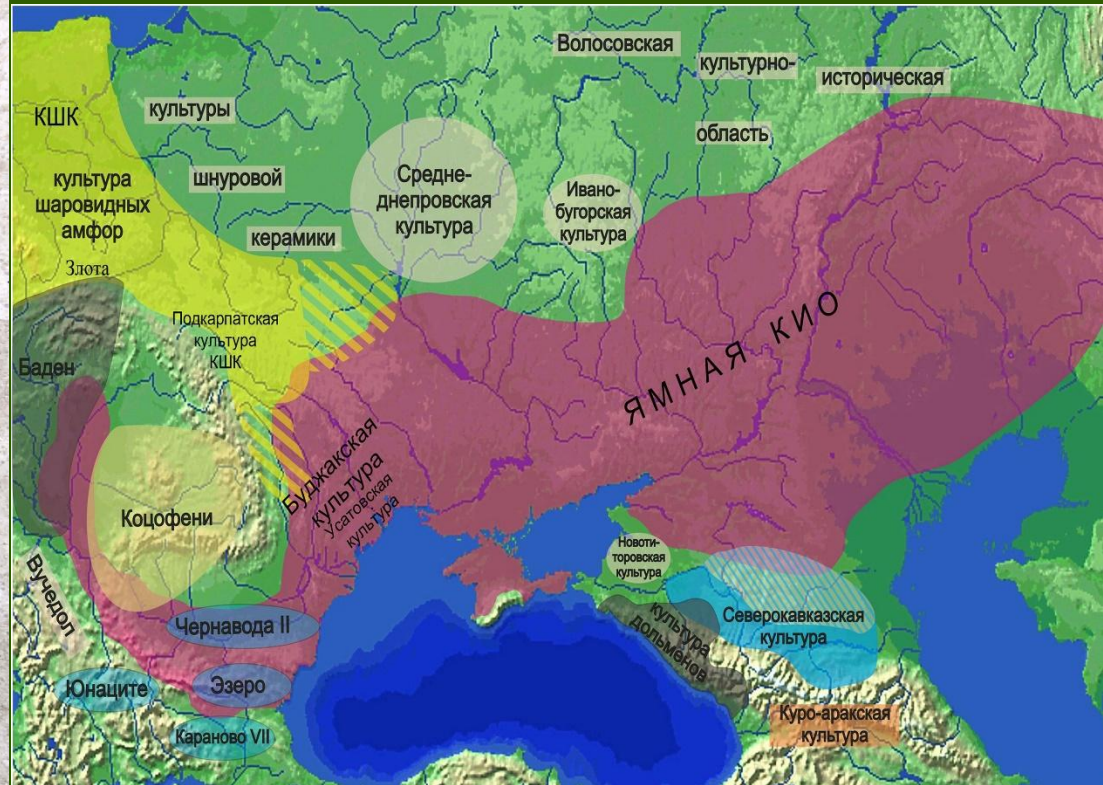 Волосовская
культурно-
историческая
область
КШК
культуры
шнуровой
керамики
культура
шаровидных
амфор
Злота
Средне-
днепровская
культура
Ивано-
бугорская
культура
Подкарпатская
культура
КШК
Баден
ЯМНАЯ КИО
Буджакская
культура
Усатовская
культура
Коцофени
Новоти-
торовская
культура
Вучедол
Чернавода II
культура
дольменов
Северокавказская
культура
Юнаците
Эзеро
Караново VII
Куро-аракская
культура